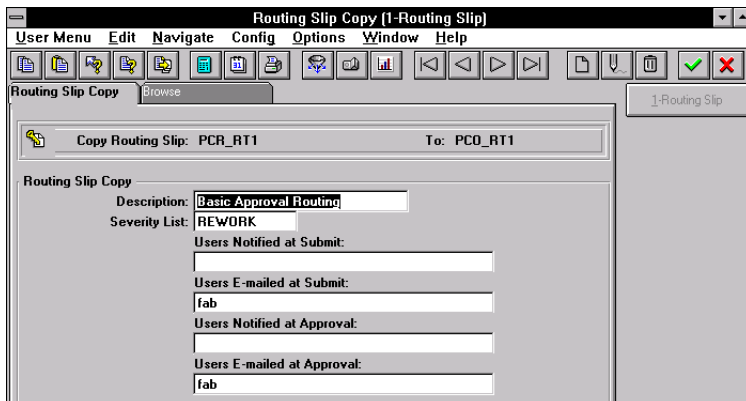 Routing Slip Copy (1-Routing Slip)
User Menu Edit Navigate Config Options Window Help
31
Routing Slip Copy Browse
1-Routing Slip
Copy Routing Slip: PCR_RT1 To: PCO_RT1
Routing Slip Copy
Description: Basic Approval Routing
Severity List: REWORK
Users Notified at Submit:
Users E-mailed at Submit:
fab
Users Notified at Approval:
Users E-mailed at Approval:
fab